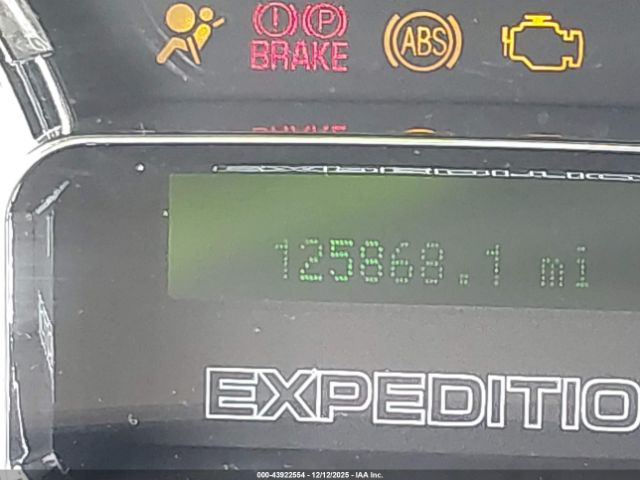 BRAKE
ABS
125868.1 mi
EXPEDITIO
000-43922554 · 12/12/2025 · IAA Inc.